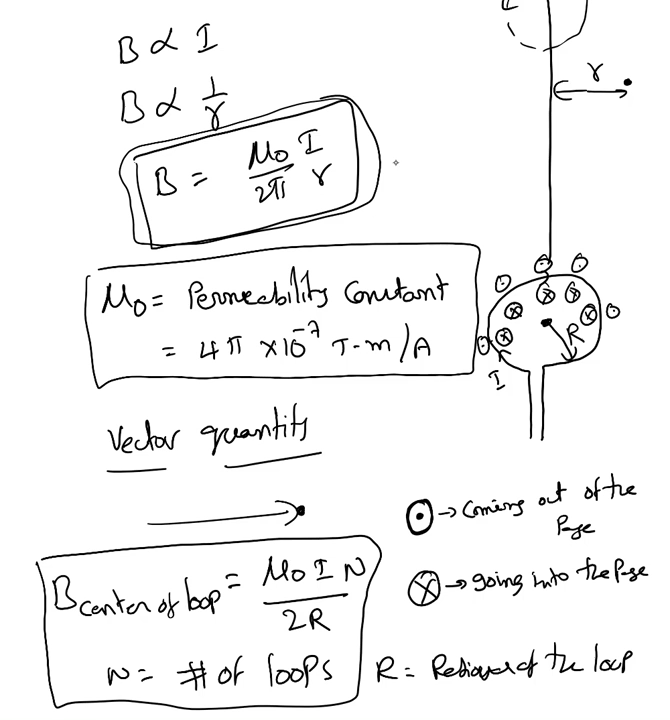 B ∝ I
B ∝ 1/r
B = μ₀ I / 2π r
r
μ₀ = Permeability Constant
= 4π ×10⁻⁷ T-m/A
R
I
Vector quantity
⊙ → Coming out of the
Page
⊗ → going into the Page
B center of loop = μ₀ I N / 2R
N = # of loops
R = Radius of the loop